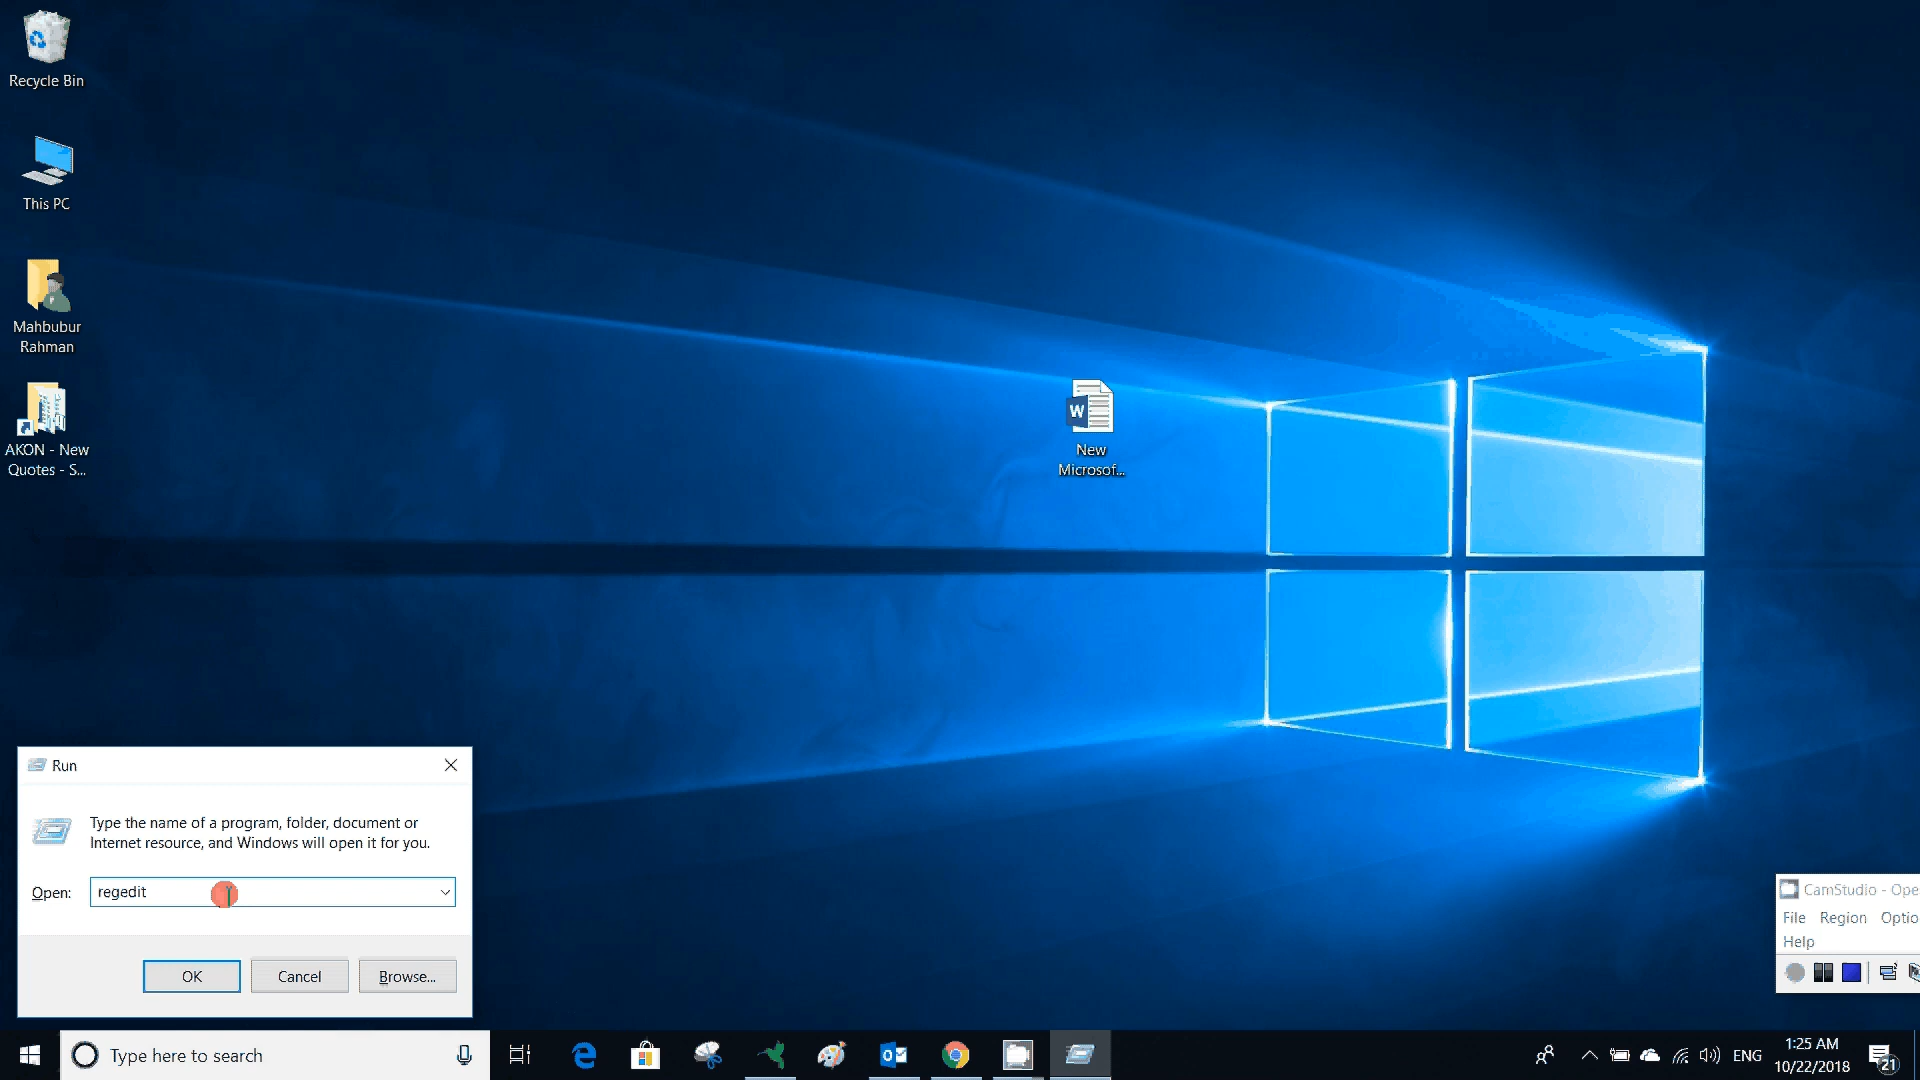 Recycle Bin
This PC
Mahbubur
Rahman
AKON - New
Quotes - S...
W
New
Microsof...
Run
Type the name of a program, folder, document or
Internet resource, and Windows will open it for you.
Open: regedit
OK Cancel Browse...
CamStudio - Ope
File Region Optio
Help
Type here to search
ENG
1:25 AM
10/22/2018
21